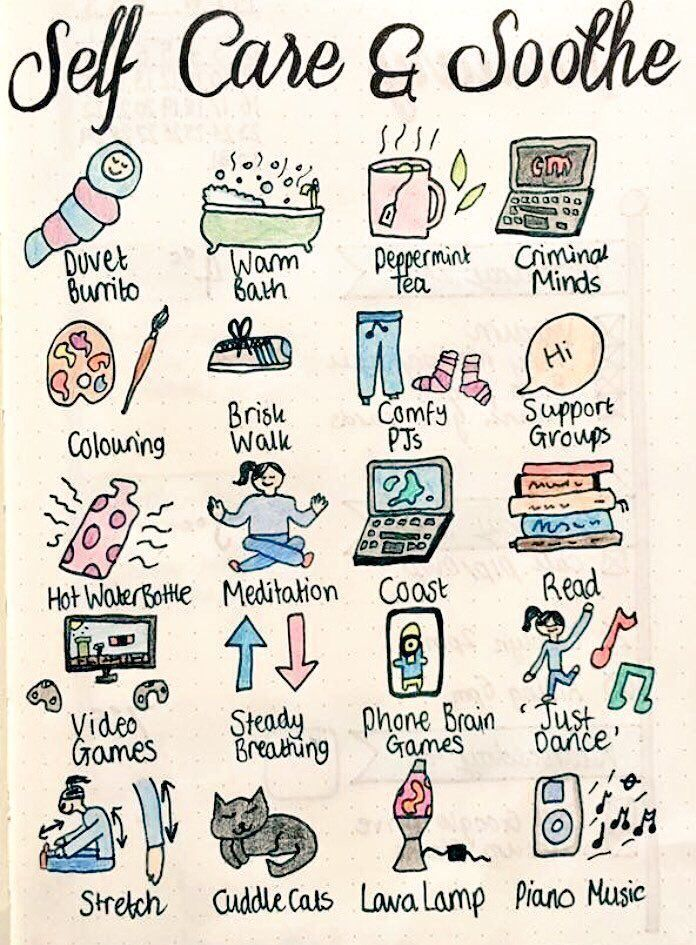 Self Care & Soothe
cm
Duvet
Burrito
Warm
Bath
Peppermint
Tea
Criminal
Minds
Hi
Colouring
Brisk
Walk
Comfy
PJs
Support
Groups
Hot Water Bottle
Meditation
Coast
Read
Video
Games
Steady
Breathing
Phone Brain
Games
'Just
Dance'
Stretch
Cuddle Cats
Lava Lamp
Piano Music